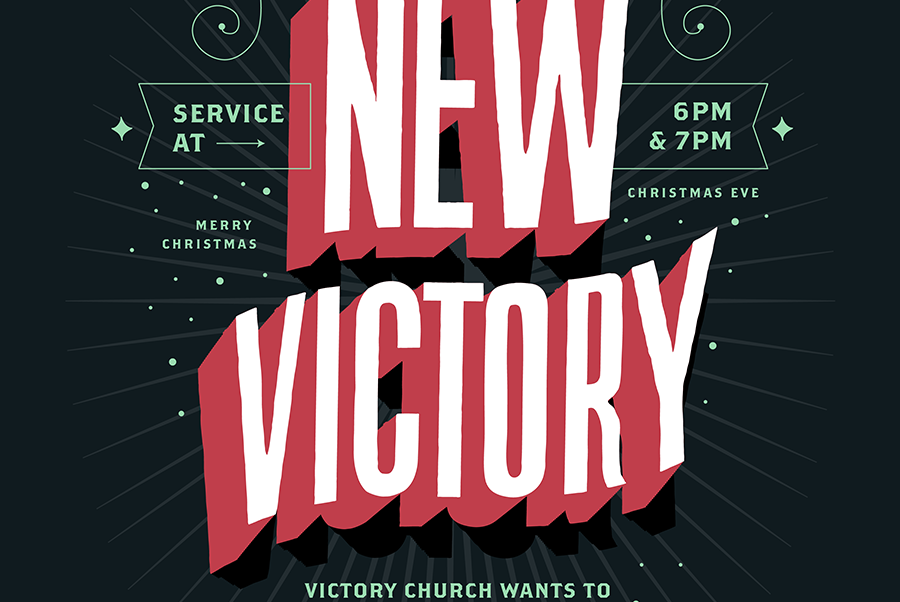 NEW
SERVICE
AT
6PM
& 7PM
CHRISTMAS EVE
MERRY
CHRISTMAS
VICTORY
VICTORY CHURCH WANTS TO